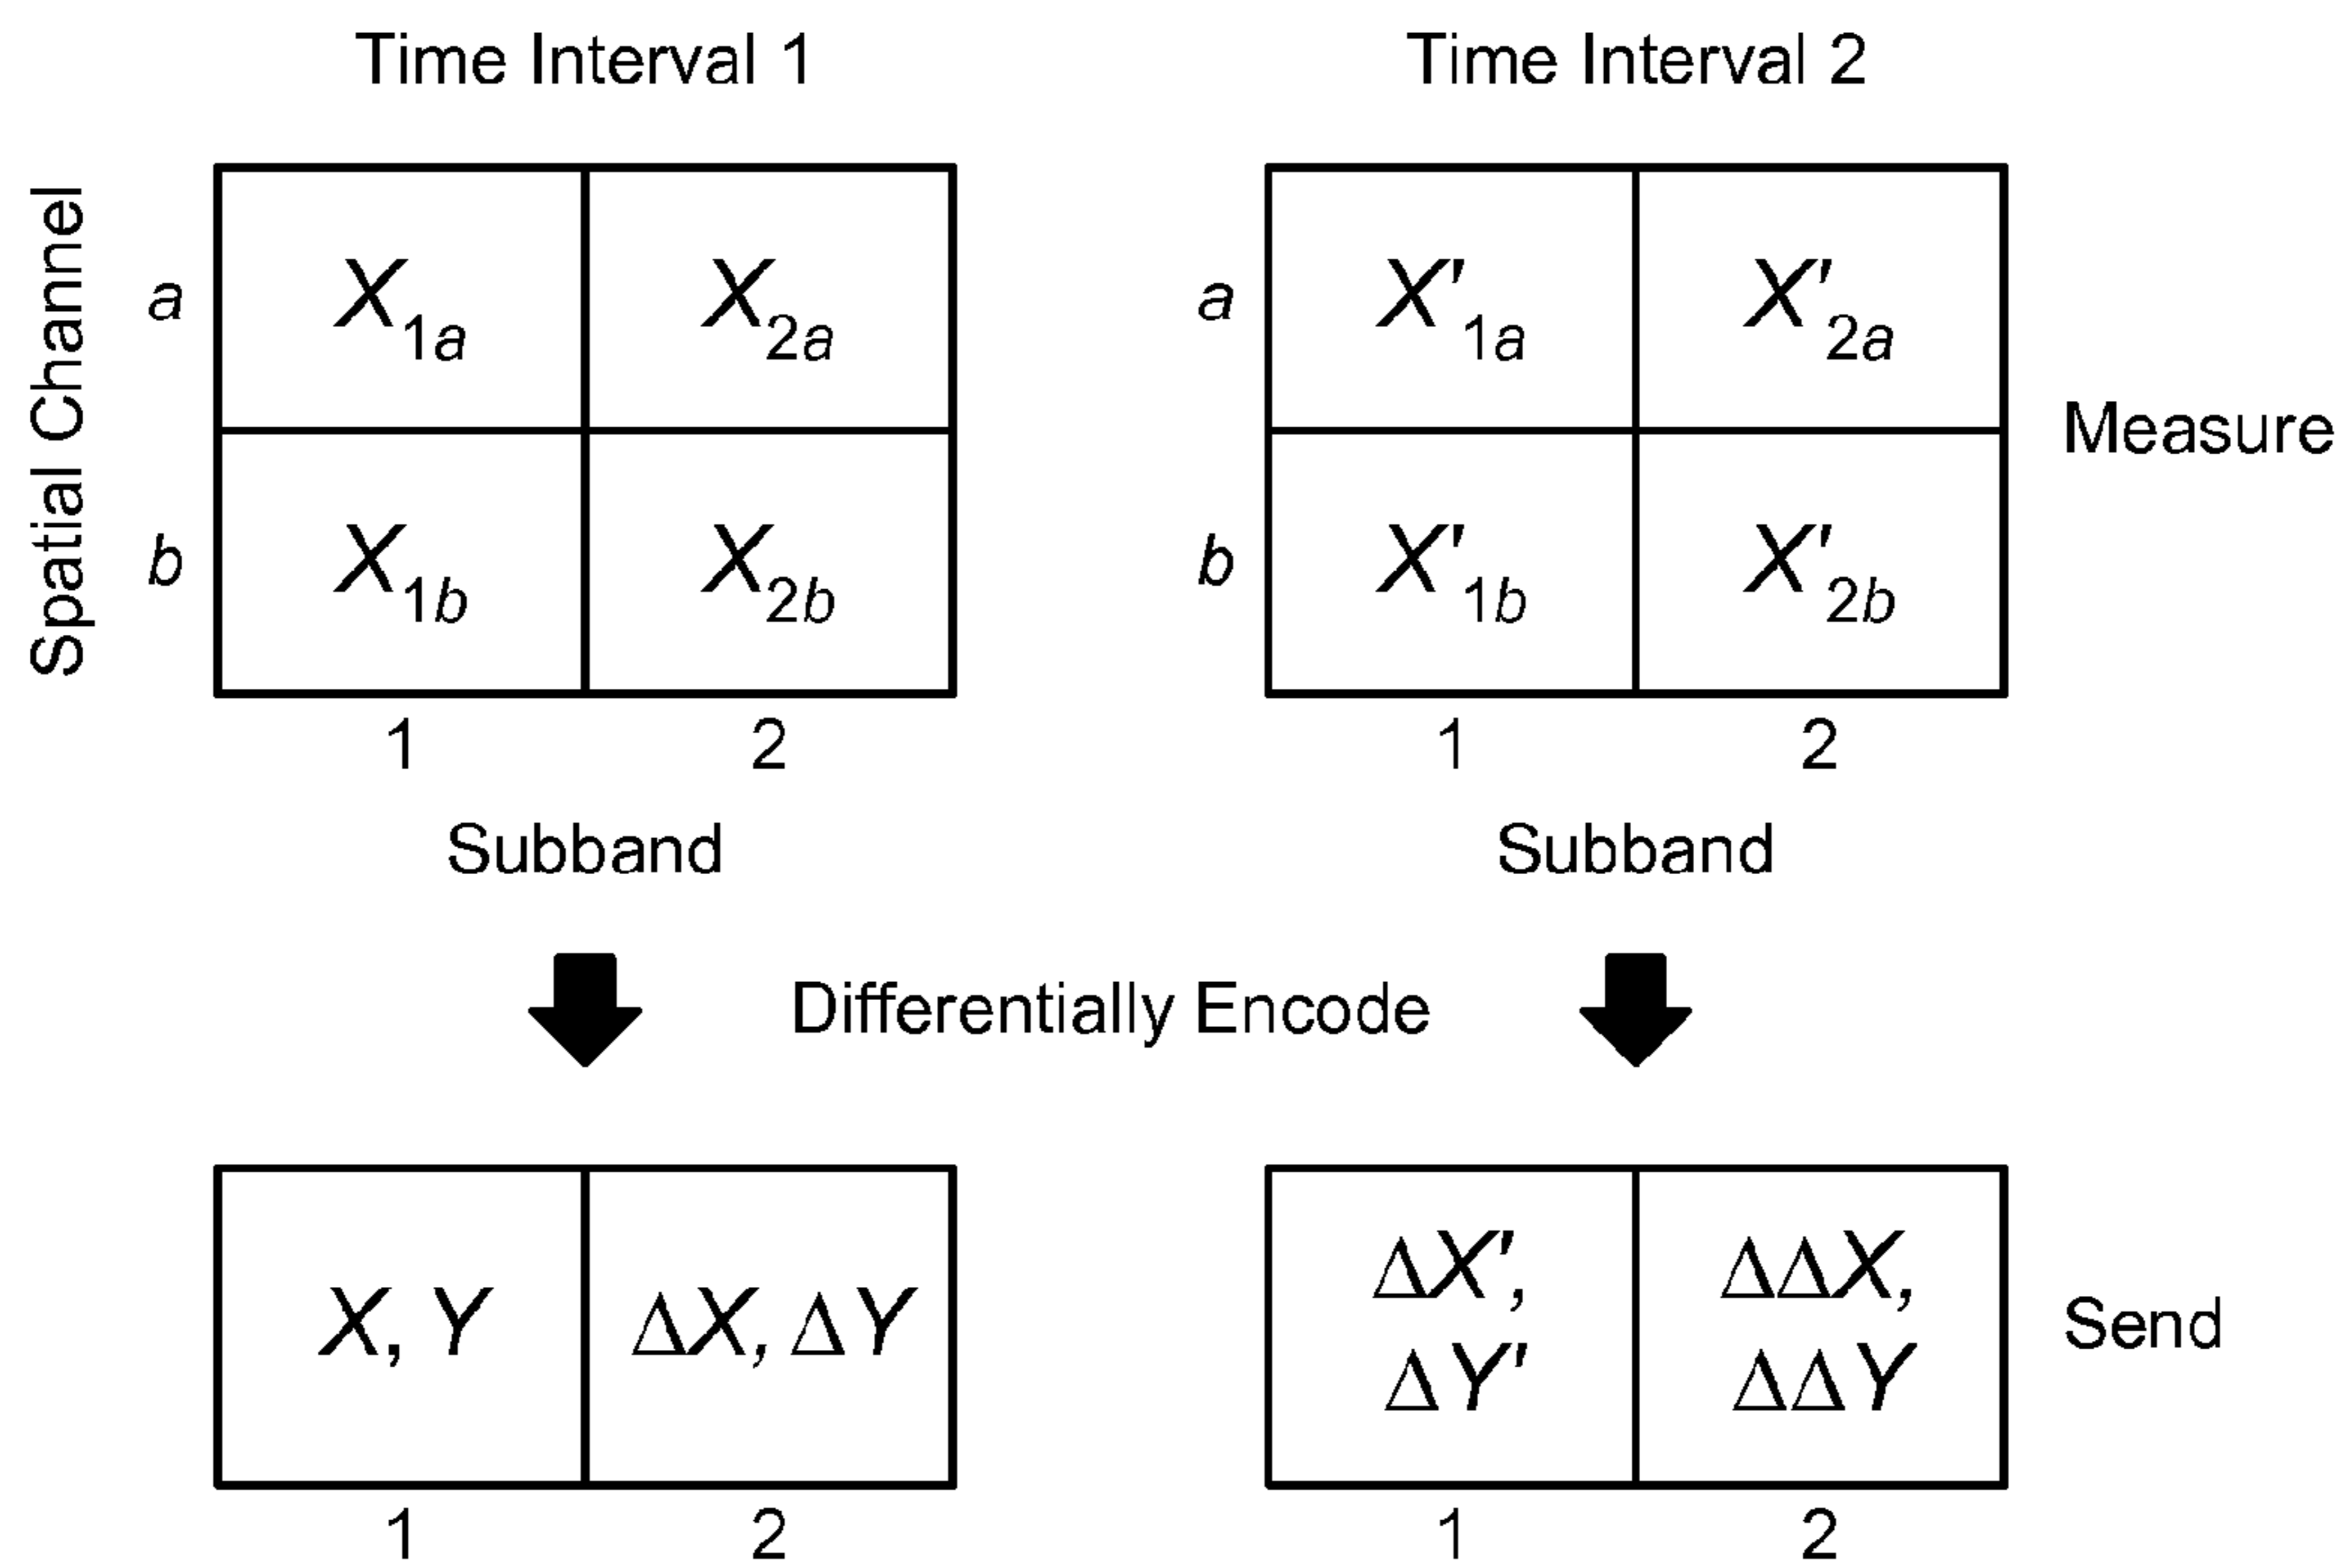 Time Interval 1
Time Interval 2
Spatial Channel
a
X1a
X2a
a
X'1a
X'2a
Measure
b
X1b
X2b
b
X'1b
X'2b
1
2
1
2
Subband
Subband
Differentially Encode
X, Y
ΔX, ΔY
ΔX',
ΔY'
ΔΔX,
ΔΔY
Send
1
2
1
2